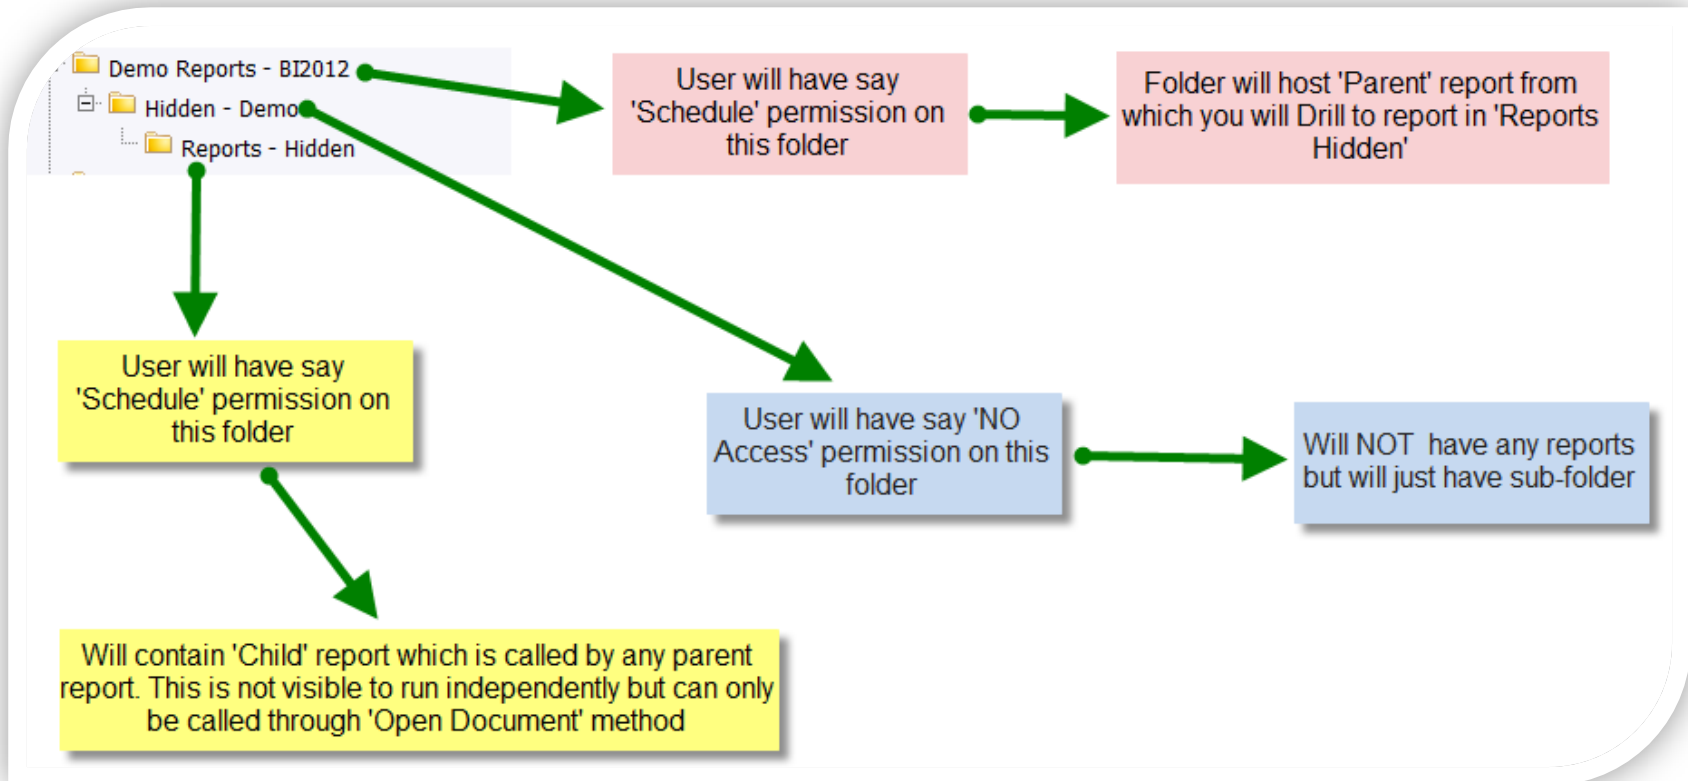 Demo Reports - BI2012
Hidden - Demo
Reports - Hidden
User will have say
'Schedule' permission on
this folder
Folder will host 'Parent' report from
which you will Drill to report in 'Reports
Hidden'
User will have say
'Schedule' permission on
this folder
User will have say 'NO
Access' permission on this
folder
Will NOT  have any reports
but will just have sub-folder
Will contain 'Child' report which is called by any parent
report. This is not visible to run independently but can only
be called through 'Open Document' method